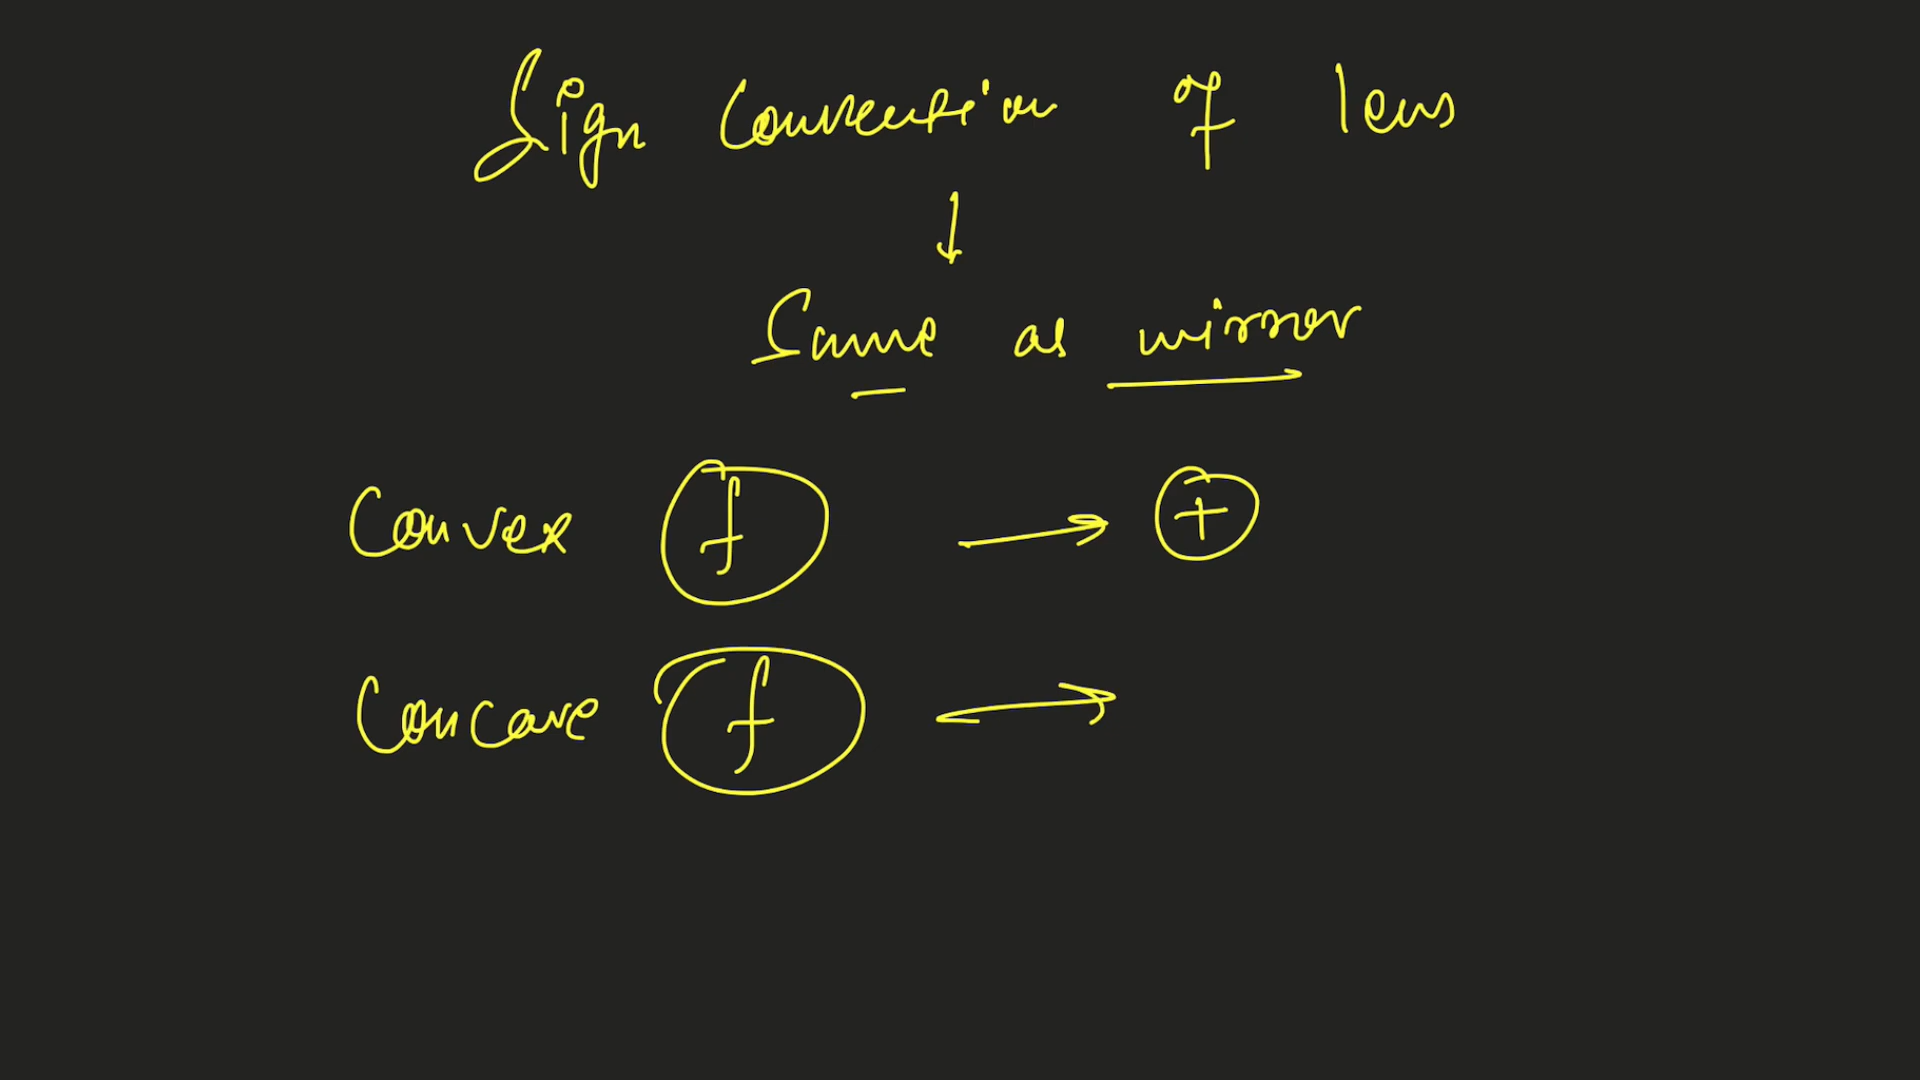 Sign Convention of lens
↓
Same as mirror
Convex f → +
Concave f →